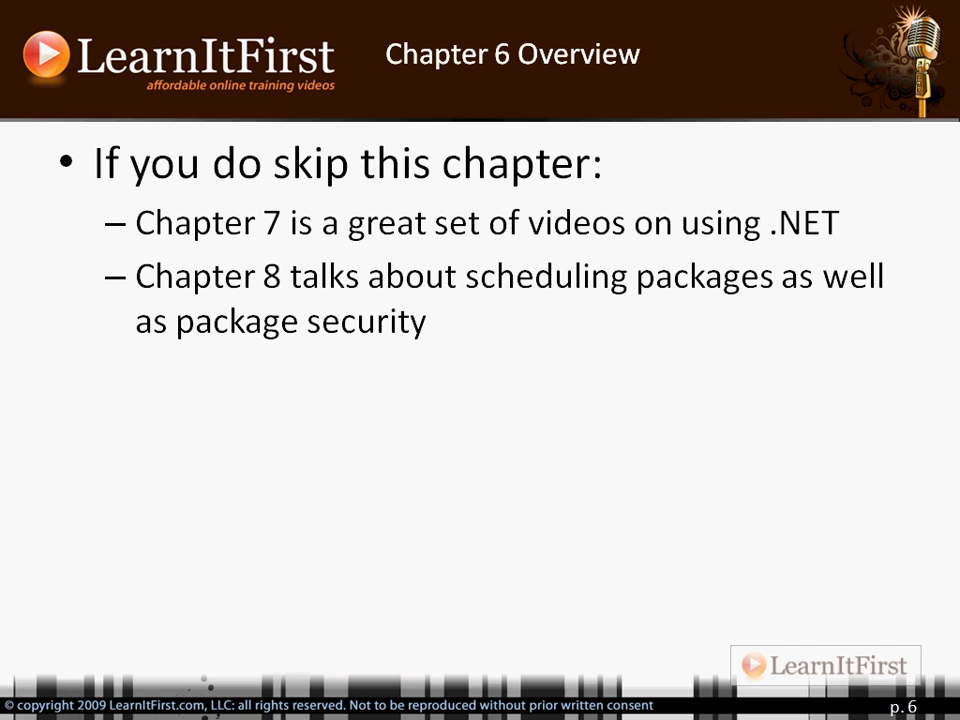 LearnItFirst
affordable online training videos
Chapter 6 Overview
• If you do skip this chapter:
– Chapter 7 is a great set of videos on using .NET
– Chapter 8 talks about scheduling packages as well
as package security
LearnItFirst
© copyright 2009 LearnItFirst.com, LLC: all rights reserved. Not to be reproduced without prior written consent
p. 6